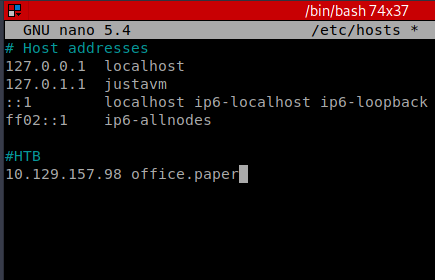 /bin/bash 74x37
GNU nano 5.4 /etc/hosts *
# Host addresses
127.0.0.1 localhost
127.0.1.1 justavm
::1 localhost ip6-localhost ip6-loopback
ff02::1 ip6-allnodes
#HTB
10.129.157.98 office.paper